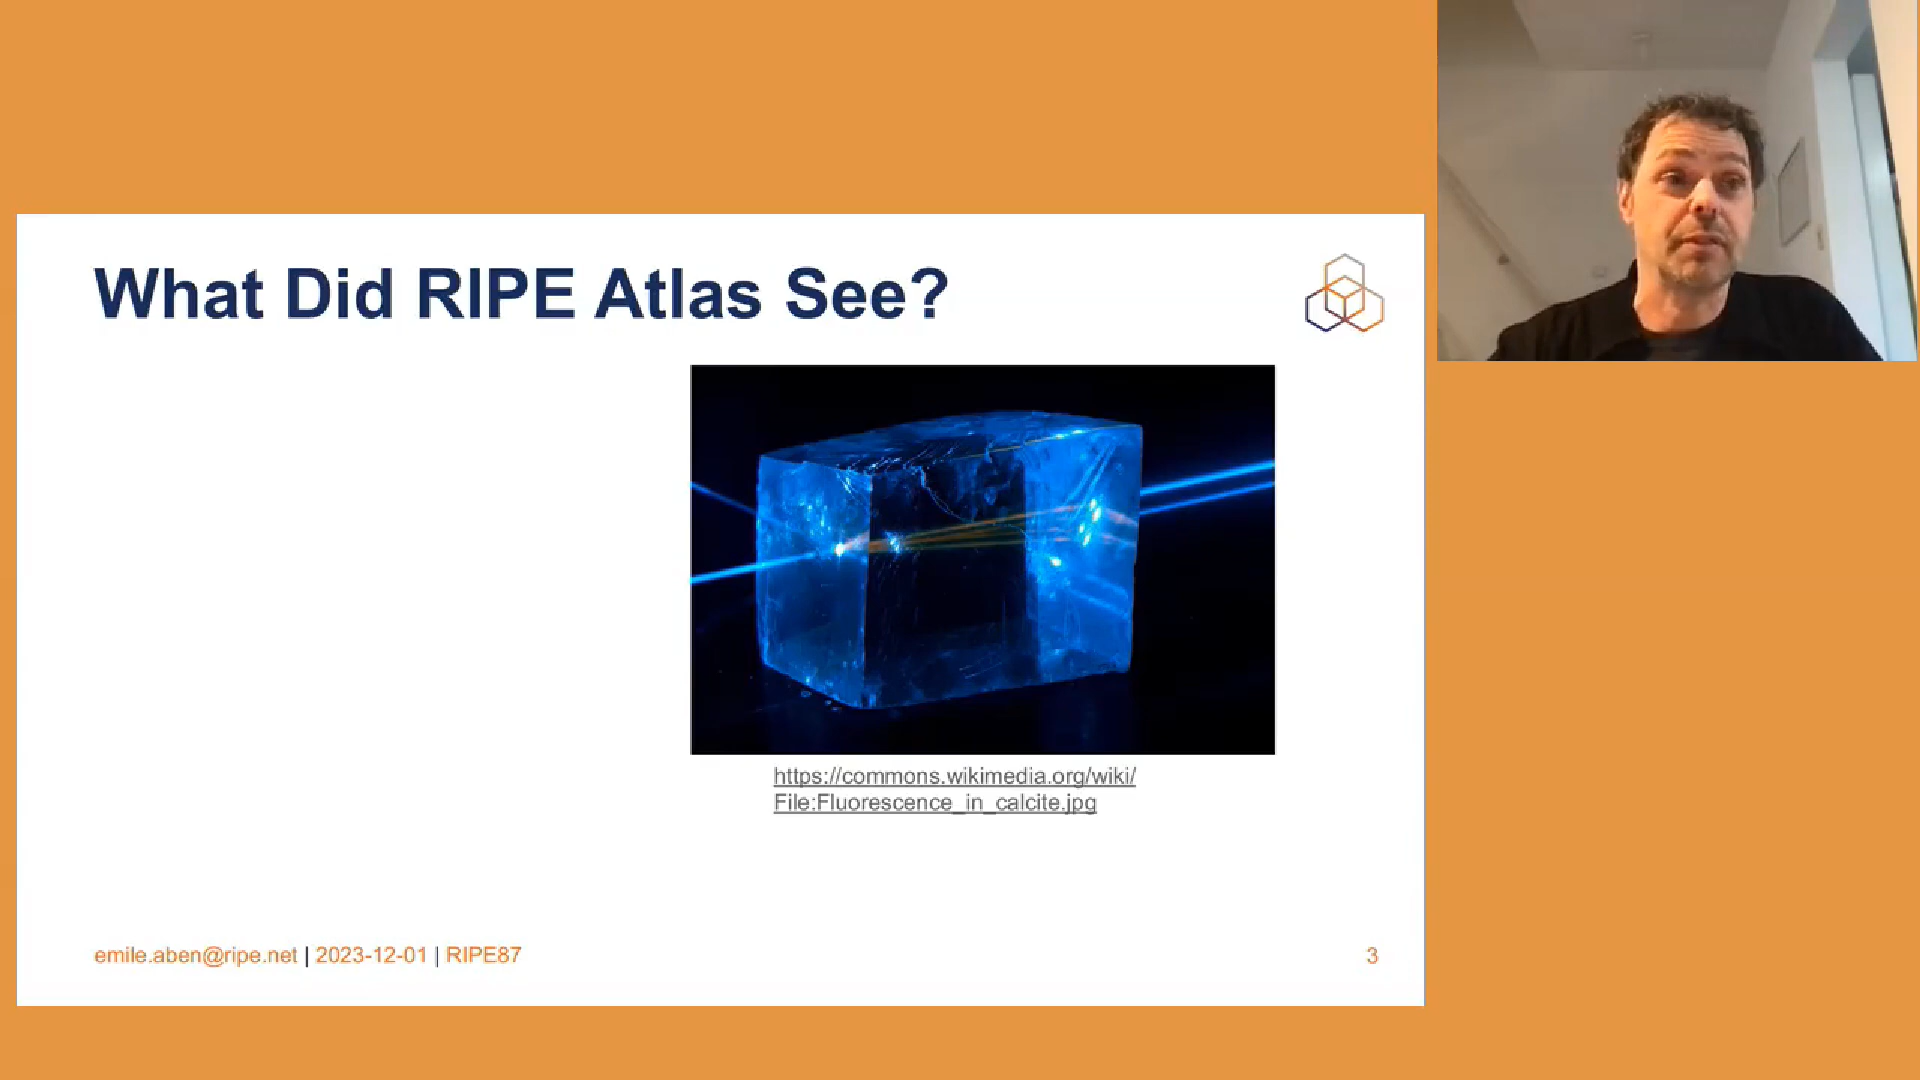 What Did RIPE Atlas See?
https://commons.wikimedia.org/wiki/
File:Fluorescence_in_calcite.jpg
emile.aben@ripe.net | 2023-12-01 | RIPE87
3